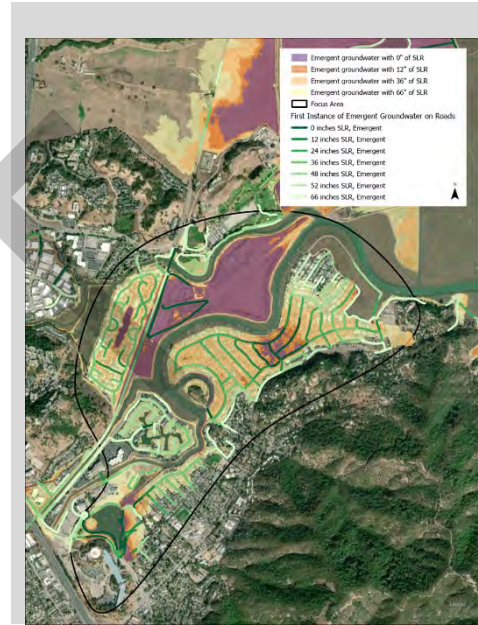 Emergent groundwater with 0" of SLR
Emergent groundwater with 12" of SLR
Emergent groundwater with 36" of SLR
Emergent groundwater with 66" of SLR
Focus Area
First Instance of Emergent Groundwater on Roads
0 inches SLR, Emergent
12 inches SLR, Emergent
24 inches SLR, Emergent
36 inches SLR, Emergent
48 inches SLR, Emergent
52 inches SLR, Emergent
66 inches SLR, Emergent
N